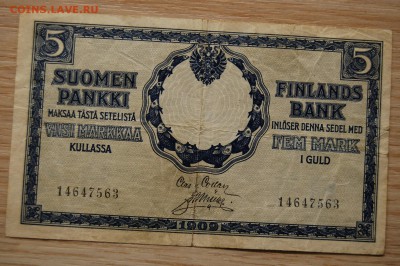 COINS.LAVE.RU
5
5
SUOMEN
PANKKI
MAKSAA TÄSTÄ SETELISTÄ
VIISI MARKKAA
KULLASSA
FINLANDS
BANK
INLÖSER DENNA SEDEL MED
FEM MARK
I GULD
14647563
14647563
1909